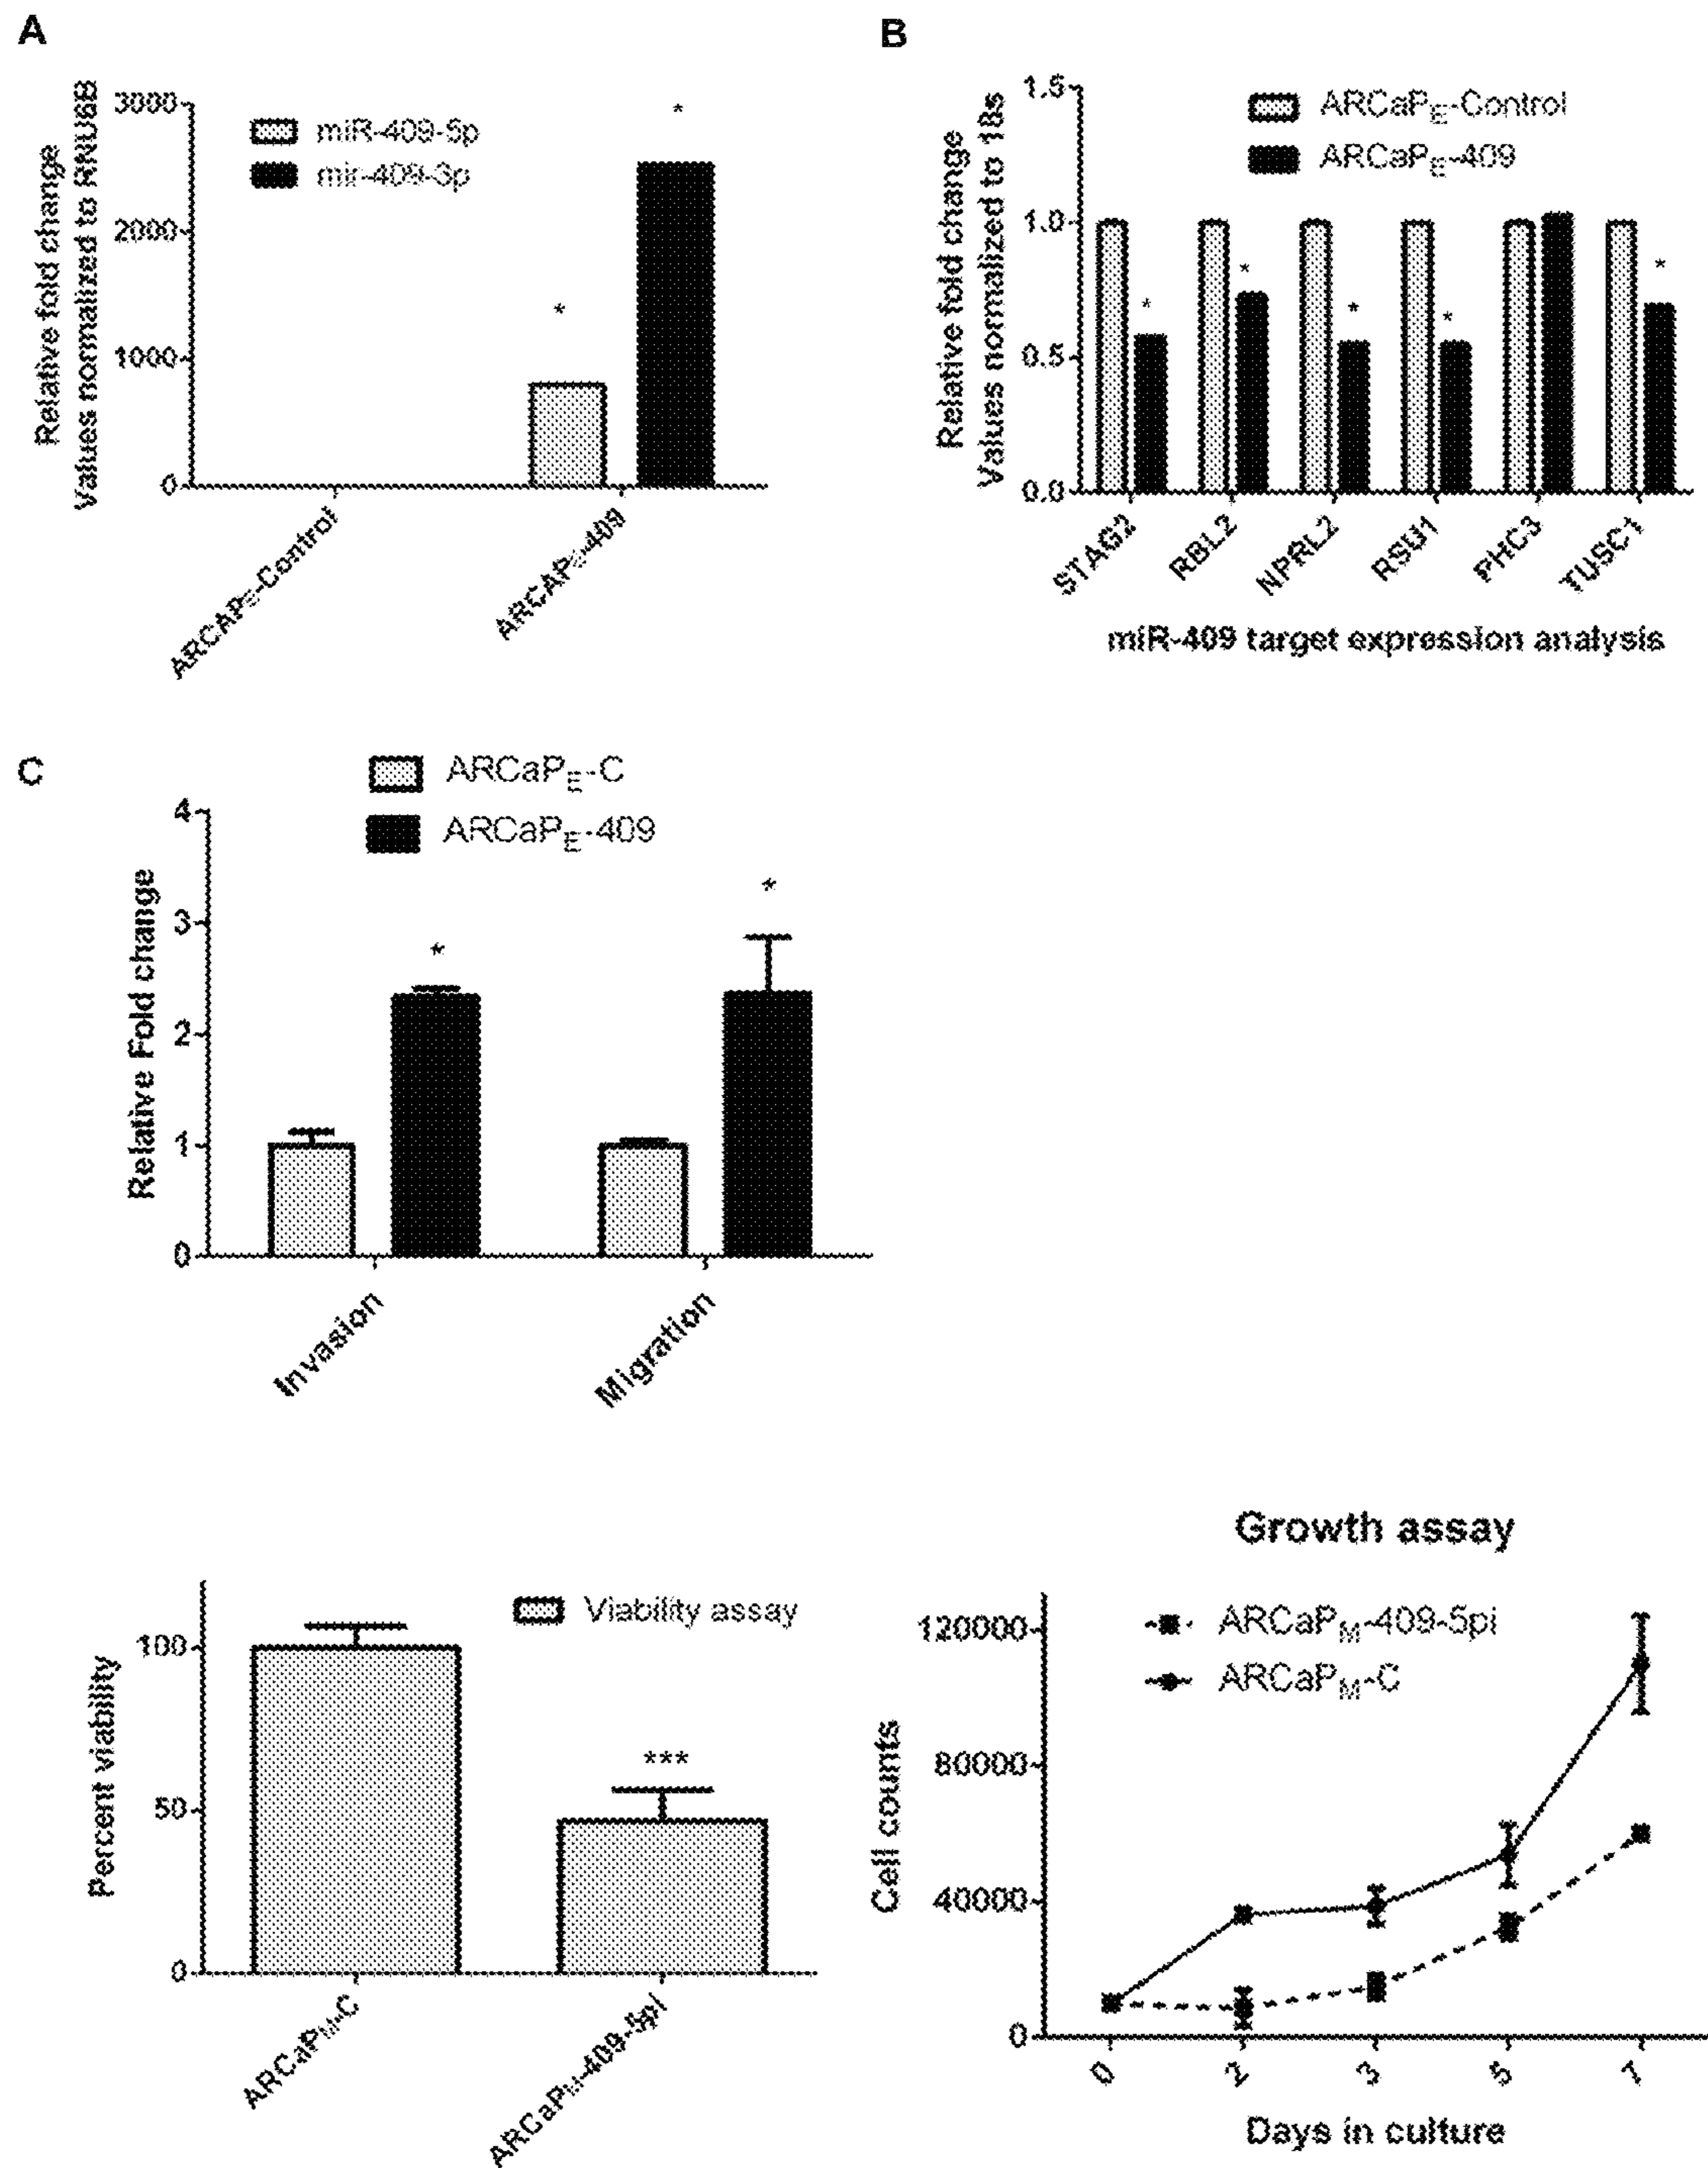 A
Relative fold change
Values normalized to RNU6B
3000
2000
1000
0
miR-409-5p
mir-409-3p
*
*
ARCAPE-Control
ARCAPE-409
B
Relative fold change
Values normalized to 18s
1.5
1.0
0.5
0.0
ARCaPE-Control
ARCaPE-409
*
*
*
*
*
STAG2
RBL2
NPRL2
RSU1
PHC3
TUSC1
miR-409 target expression analysis
C
ARCaPE-C
ARCaPE-409
Relative Fold change
4
3
2
1
0
*
*
Invasion
Migration
Percent viability
100
50
0
Viability assay
***
ARCaPM-C
ARCaPM-409-5pi
Growth assay
Cell counts
120000
80000
40000
0
ARCaPM-409-5pi
ARCaPM-C
0
2
3
5
7
Days in culture